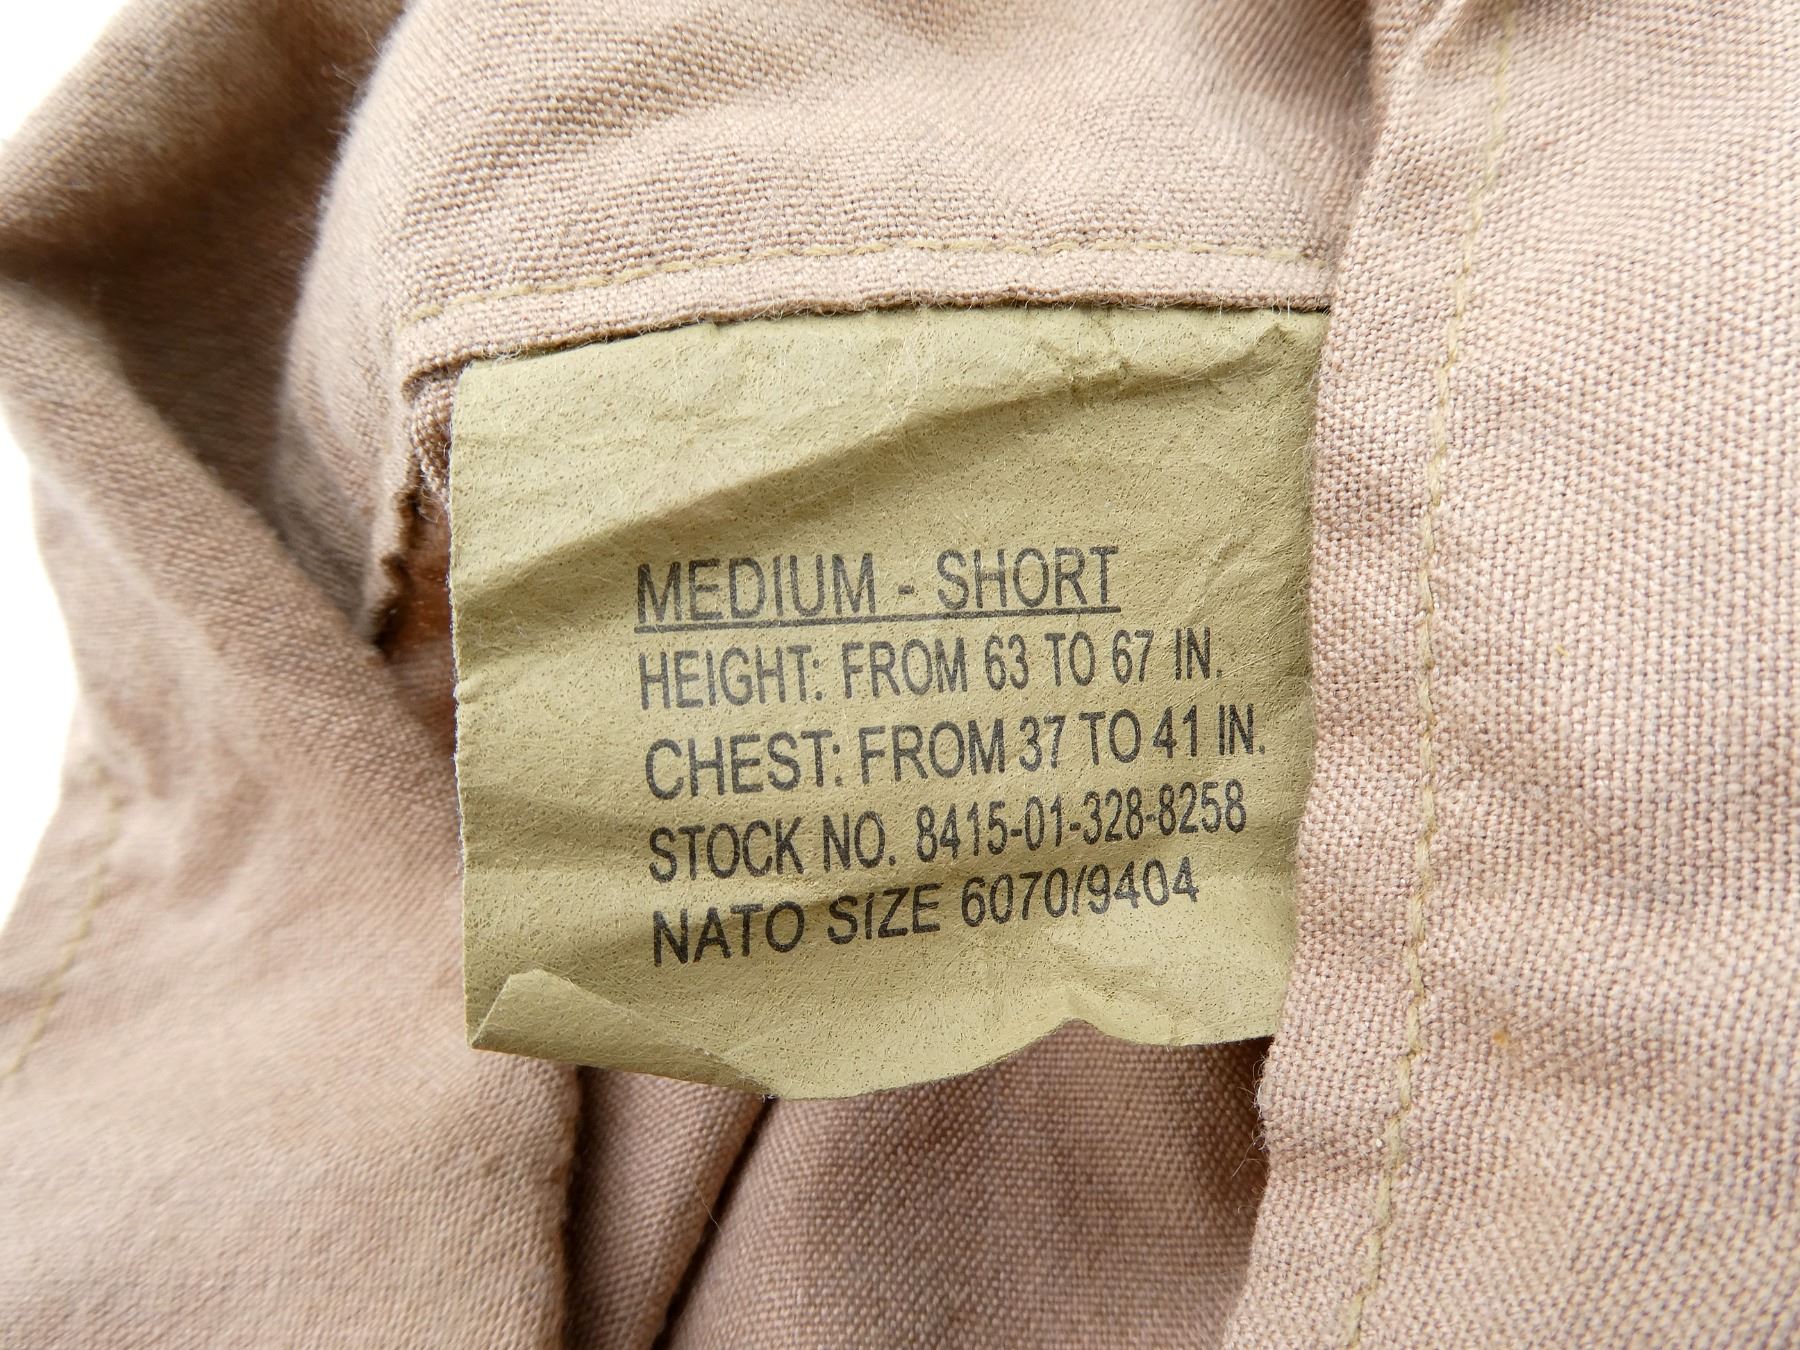 MEDIUM - SHORT
HEIGHT: FROM 63 TO 67 IN.
CHEST: FROM 37 TO 41 IN.
STOCK NO. 8415-01-328-8258
NATO SIZE 6070/9404